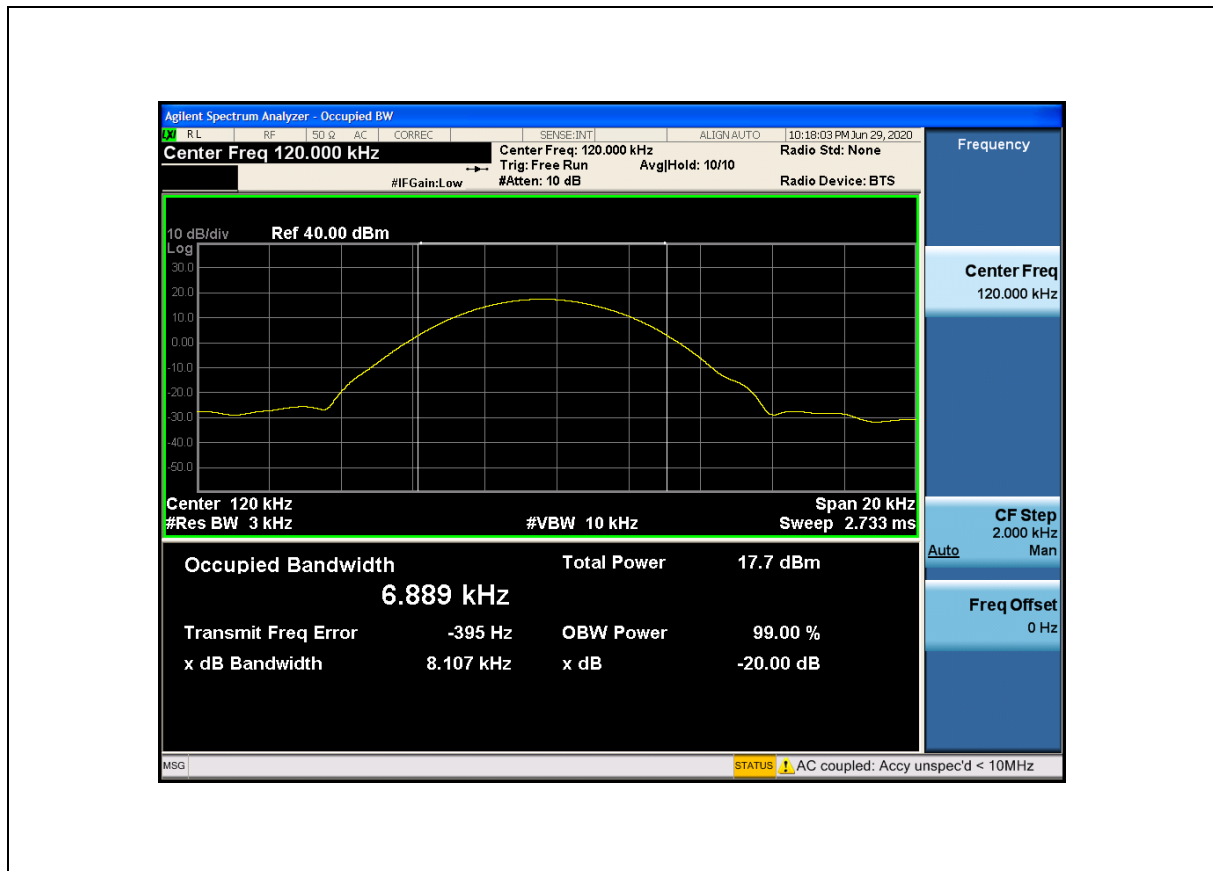 Agilent Spectrum Analyzer - Occupied BW
LXI RL RF 50 Ω AC CORREC SENSE:INT ALIGN AUTO 10:18:03 PM Jun 29, 2020
Center Freq 120.000 kHz Center Freq: 120.000 kHz Radio Std: None
Trig: Free Run Avg|Hold: 10/10
#IFGain:Low #Atten: 10 dB Radio Device: BTS
10 dB/div Ref 40.00 dBm
Log
30.0
20.0
10.0
0.00
-10.0
-20.0
-30.0
-40.0
-50.0
Center 120 kHz Span 20 kHz
#Res BW 3 kHz #VBW 10 kHz Sweep 2.733 ms
Occupied Bandwidth Total Power 17.7 dBm
6.889 kHz
Transmit Freq Error -395 Hz OBW Power 99.00 %
x dB Bandwidth 8.107 kHz x dB -20.00 dB
Frequency
Center Freq
120.000 kHz
CF Step
2.000 kHz
Auto Man
Freq Offset
0 Hz
MSG STATUS AC coupled: Accy unspec'd < 10MHz